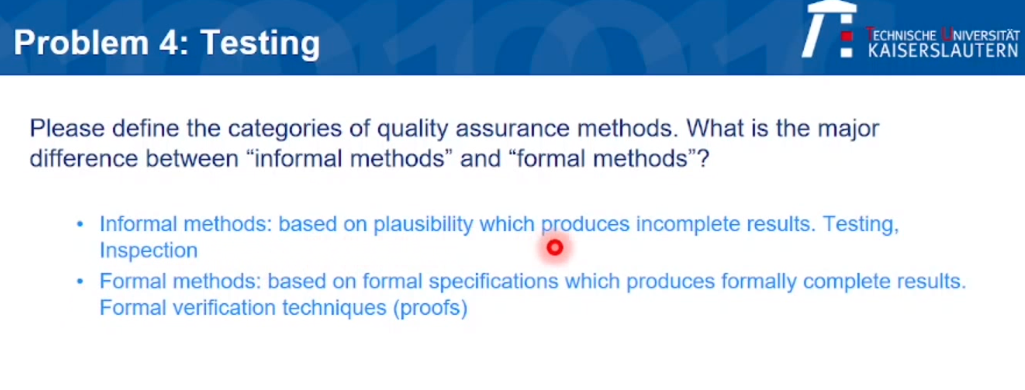 Problem 4: Testing
TECHNISCHE UNIVERSITÄT
KAISERSLAUTERN
Please define the categories of quality assurance methods. What is the major
difference between “informal methods” and “formal methods”?
• Informal methods: based on plausibility which produces incomplete results. Testing,
Inspection
• Formal methods: based on formal specifications which produces formally complete results.
Formal verification techniques (proofs)